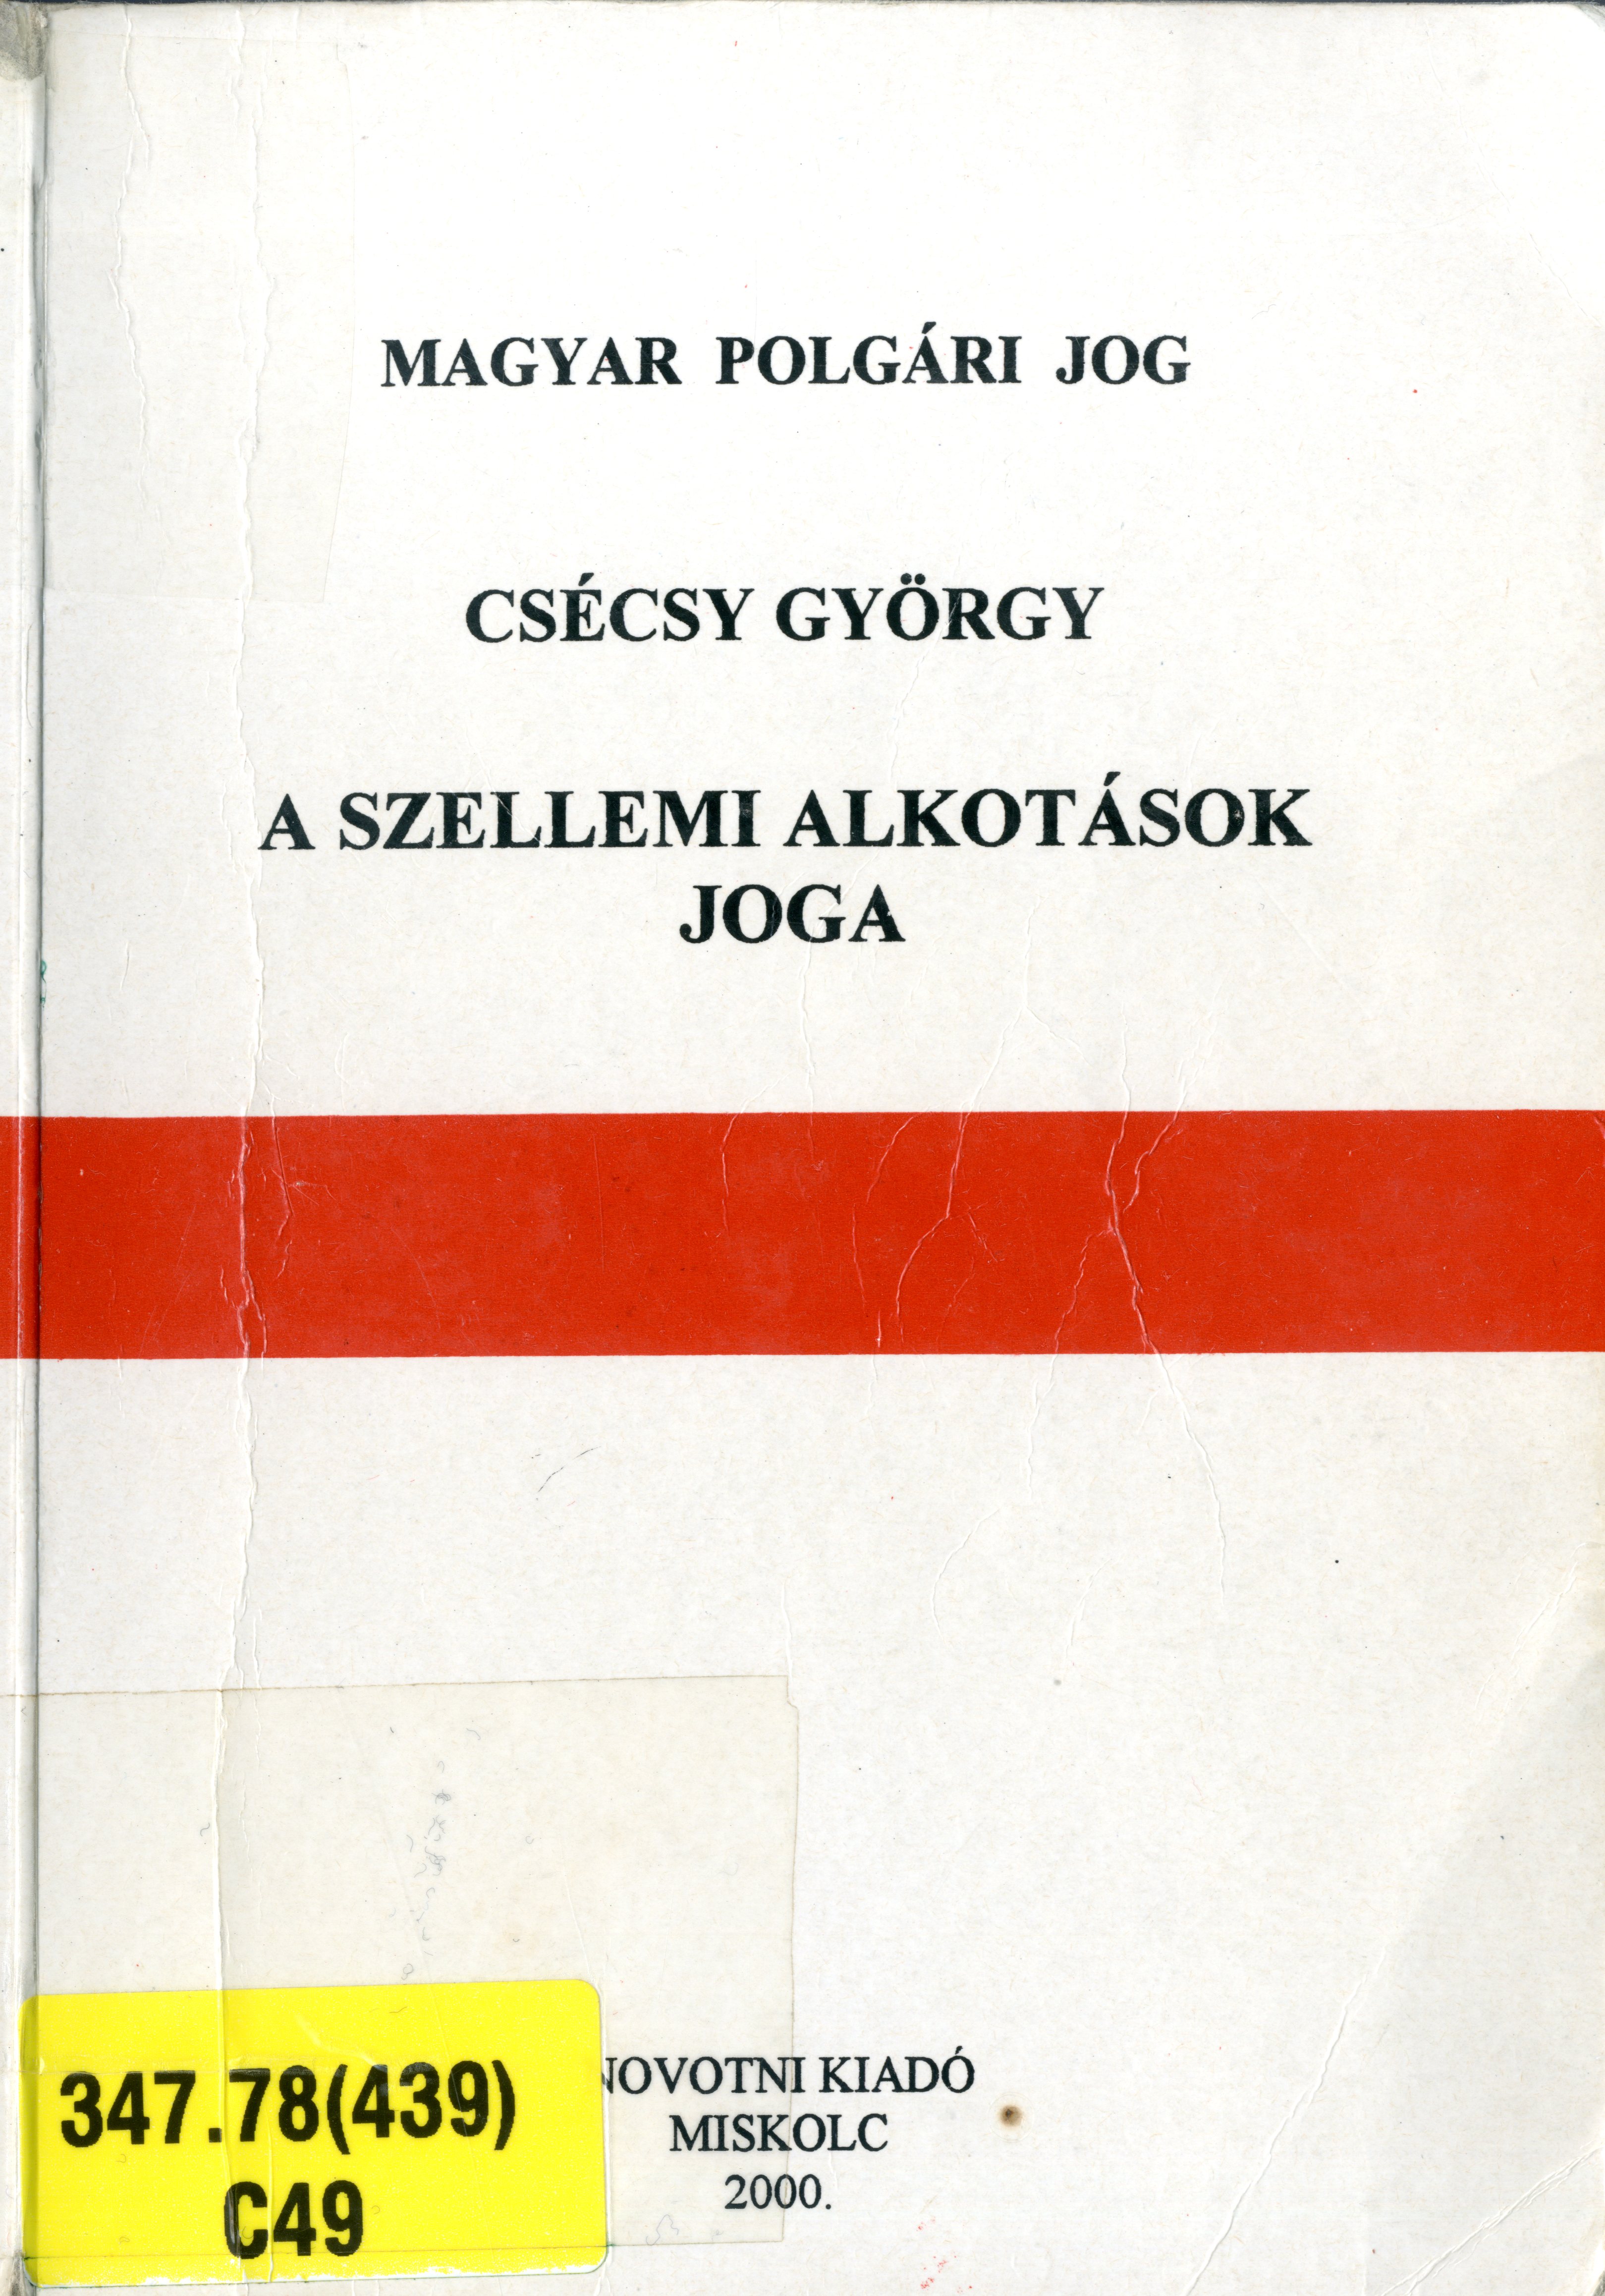 MAGYAR POLGÁRI JOG
CSÉCSY GYÖRGY
A SZELLEMI ALKOTÁSOK
JOGA
NOVOTNI KIADÓ
MISKOLC
2000.
347.78(439)
C49